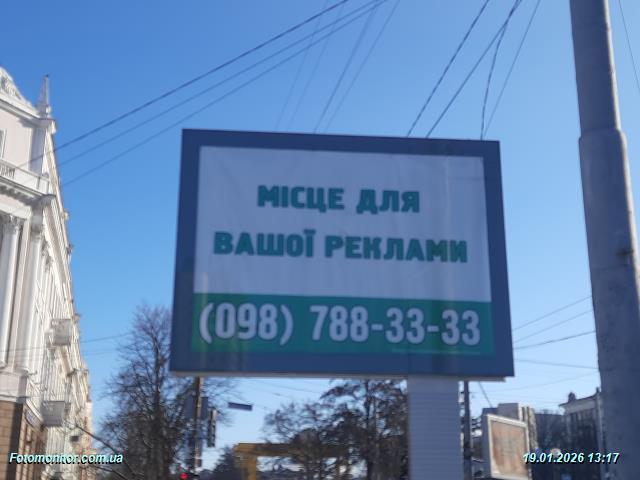 МІСЦЕ ДЛЯ
ВАШОЇ РЕКЛАМИ
(098) 788-33-33
Fotomonitor.com.ua
19.01.2026 13:17